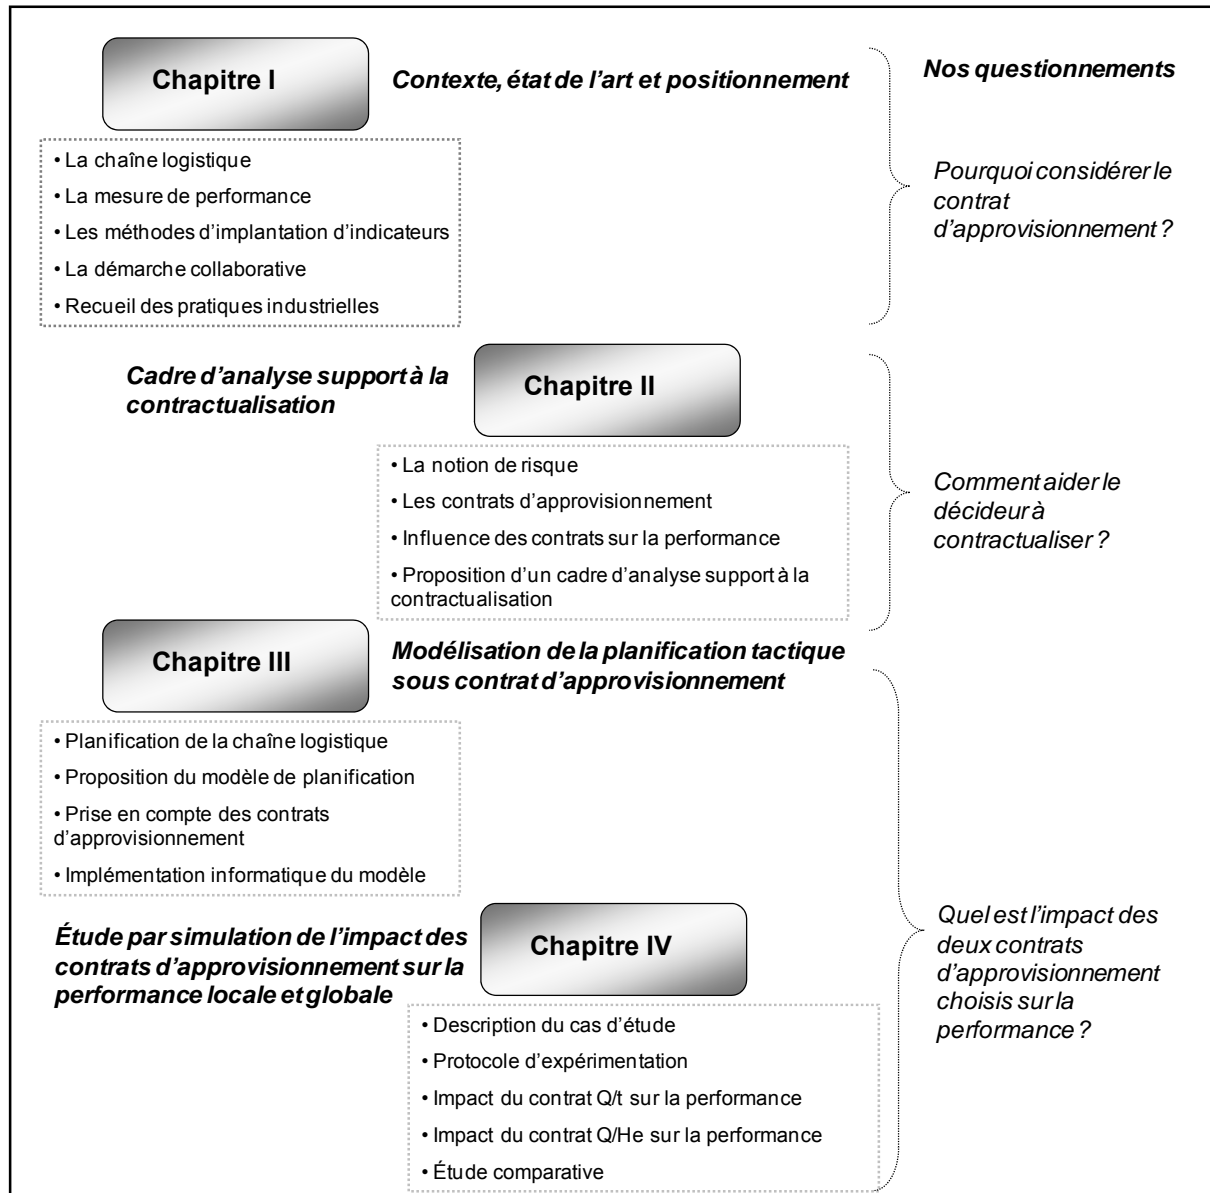 Chapitre I
Contexte, état de l'art et positionnement
Nos questionnements
• La chaîne logistique
• La mesure de performance
• Les méthodes d'implantation d'indicateurs
• La démarche collaborative
• Recueil des pratiques industrielles
Pourquoi considérer le
contrat
d'approvisionnement ?
Cadre d'analyse support à la
contractualisation
Chapitre II
• La notion de risque
• Les contrats d'approvisionnement
• Influence des contrats sur la performance
• Proposition d'un cadre d'analyse support à la
contractualisation
Comment aider le
décideur à
contractualiser ?
Chapitre III
Modélisation de la planification tactique
sous contrat d'approvisionnement
• Planification de la chaîne logistique
• Proposition du modèle de planification
• Prise en compte des contrats
d'approvisionnement
• Implémentation informatique du modèle
Étude par simulation de l'impact des
contrats d'approvisionnement sur la
performance locale et globale
Chapitre IV
• Description du cas d'étude
• Protocole d'expérimentation
• Impact du contrat Q/t sur la performance
• Impact du contrat Q/He sur la performance
• Étude comparative
Quel est l'impact des
deux contrats
d'approvisionnement
choisis sur la
performance ?